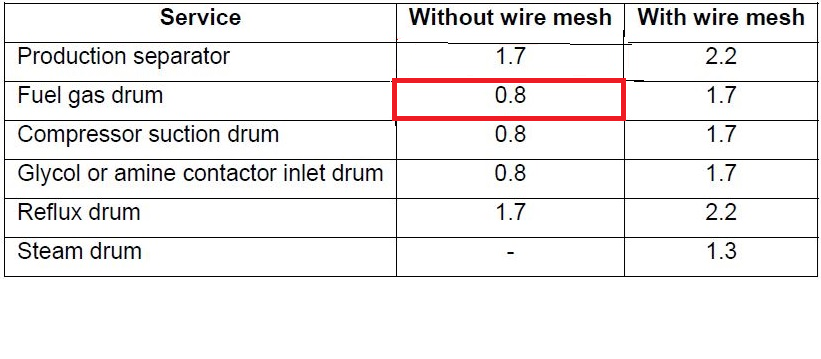 Service Without wire mesh With wire mesh
Production separator 1.7 2.2
Fuel gas drum 0.8 1.7
Compressor suction drum 0.8 1.7
Glycol or amine contactor inlet drum 0.8 1.7
Reflux drum 1.7 2.2
Steam drum - 1.3